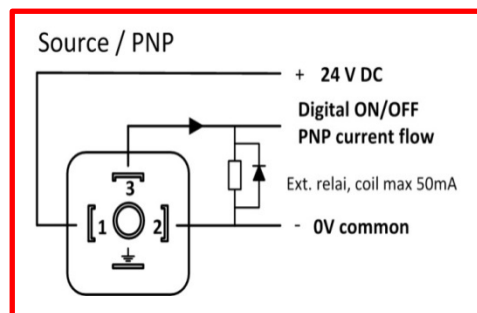 Source / PNP
+ 24 V DC
Digital ON/OFF
PNP current flow
Ext. relai, coil max 50mA
- 0V common
3
1
2